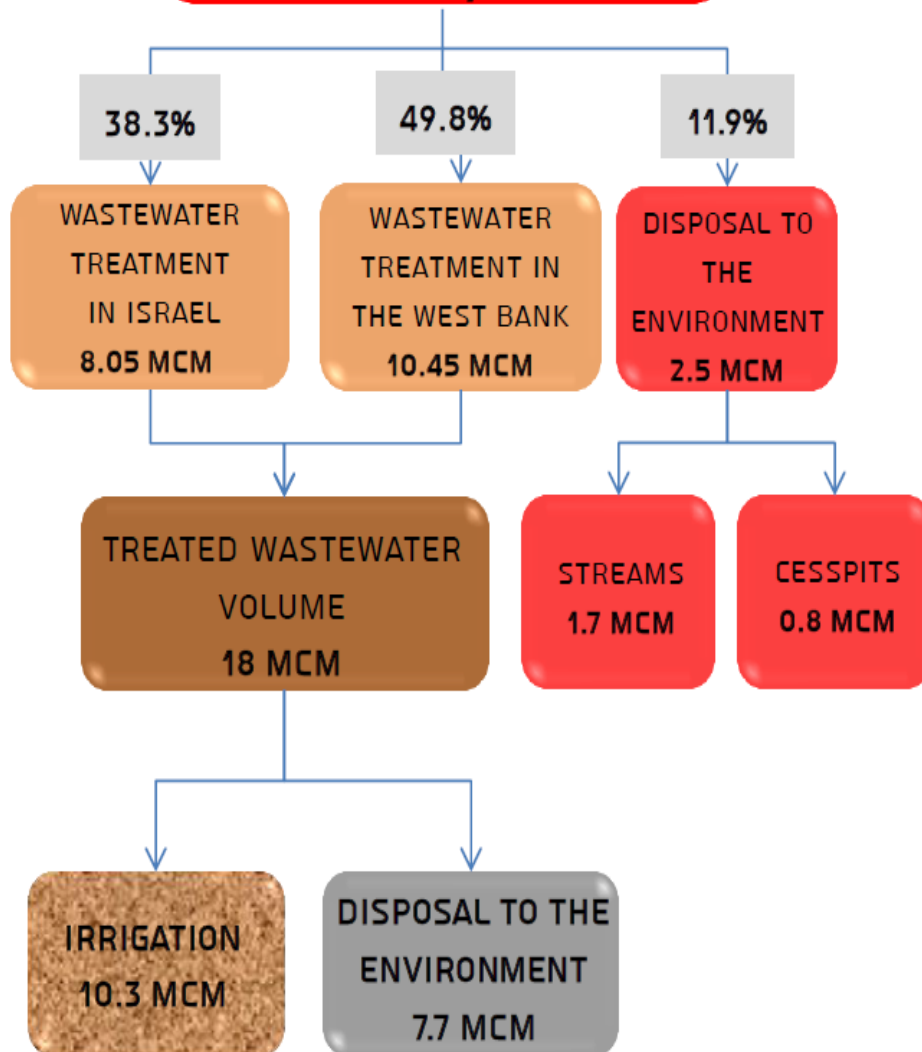 38.3%
49.8%
11.9%
WASTEWATER
TREATMENT
IN ISRAEL
8.05 MCM
WASTEWATER
TREATMENT IN
THE WEST BANK
10.45 MCM
DISPOSAL TO
THE
ENVIRONMENT
2.5 MCM
TREATED WASTEWATER
VOLUME
18 MCM
STREAMS
1.7 MCM
CESSPITS
0.8 MCM
IRRIGATION
10.3 MCM
DISPOSAL TO THE
ENVIRONMENT
7.7 MCM